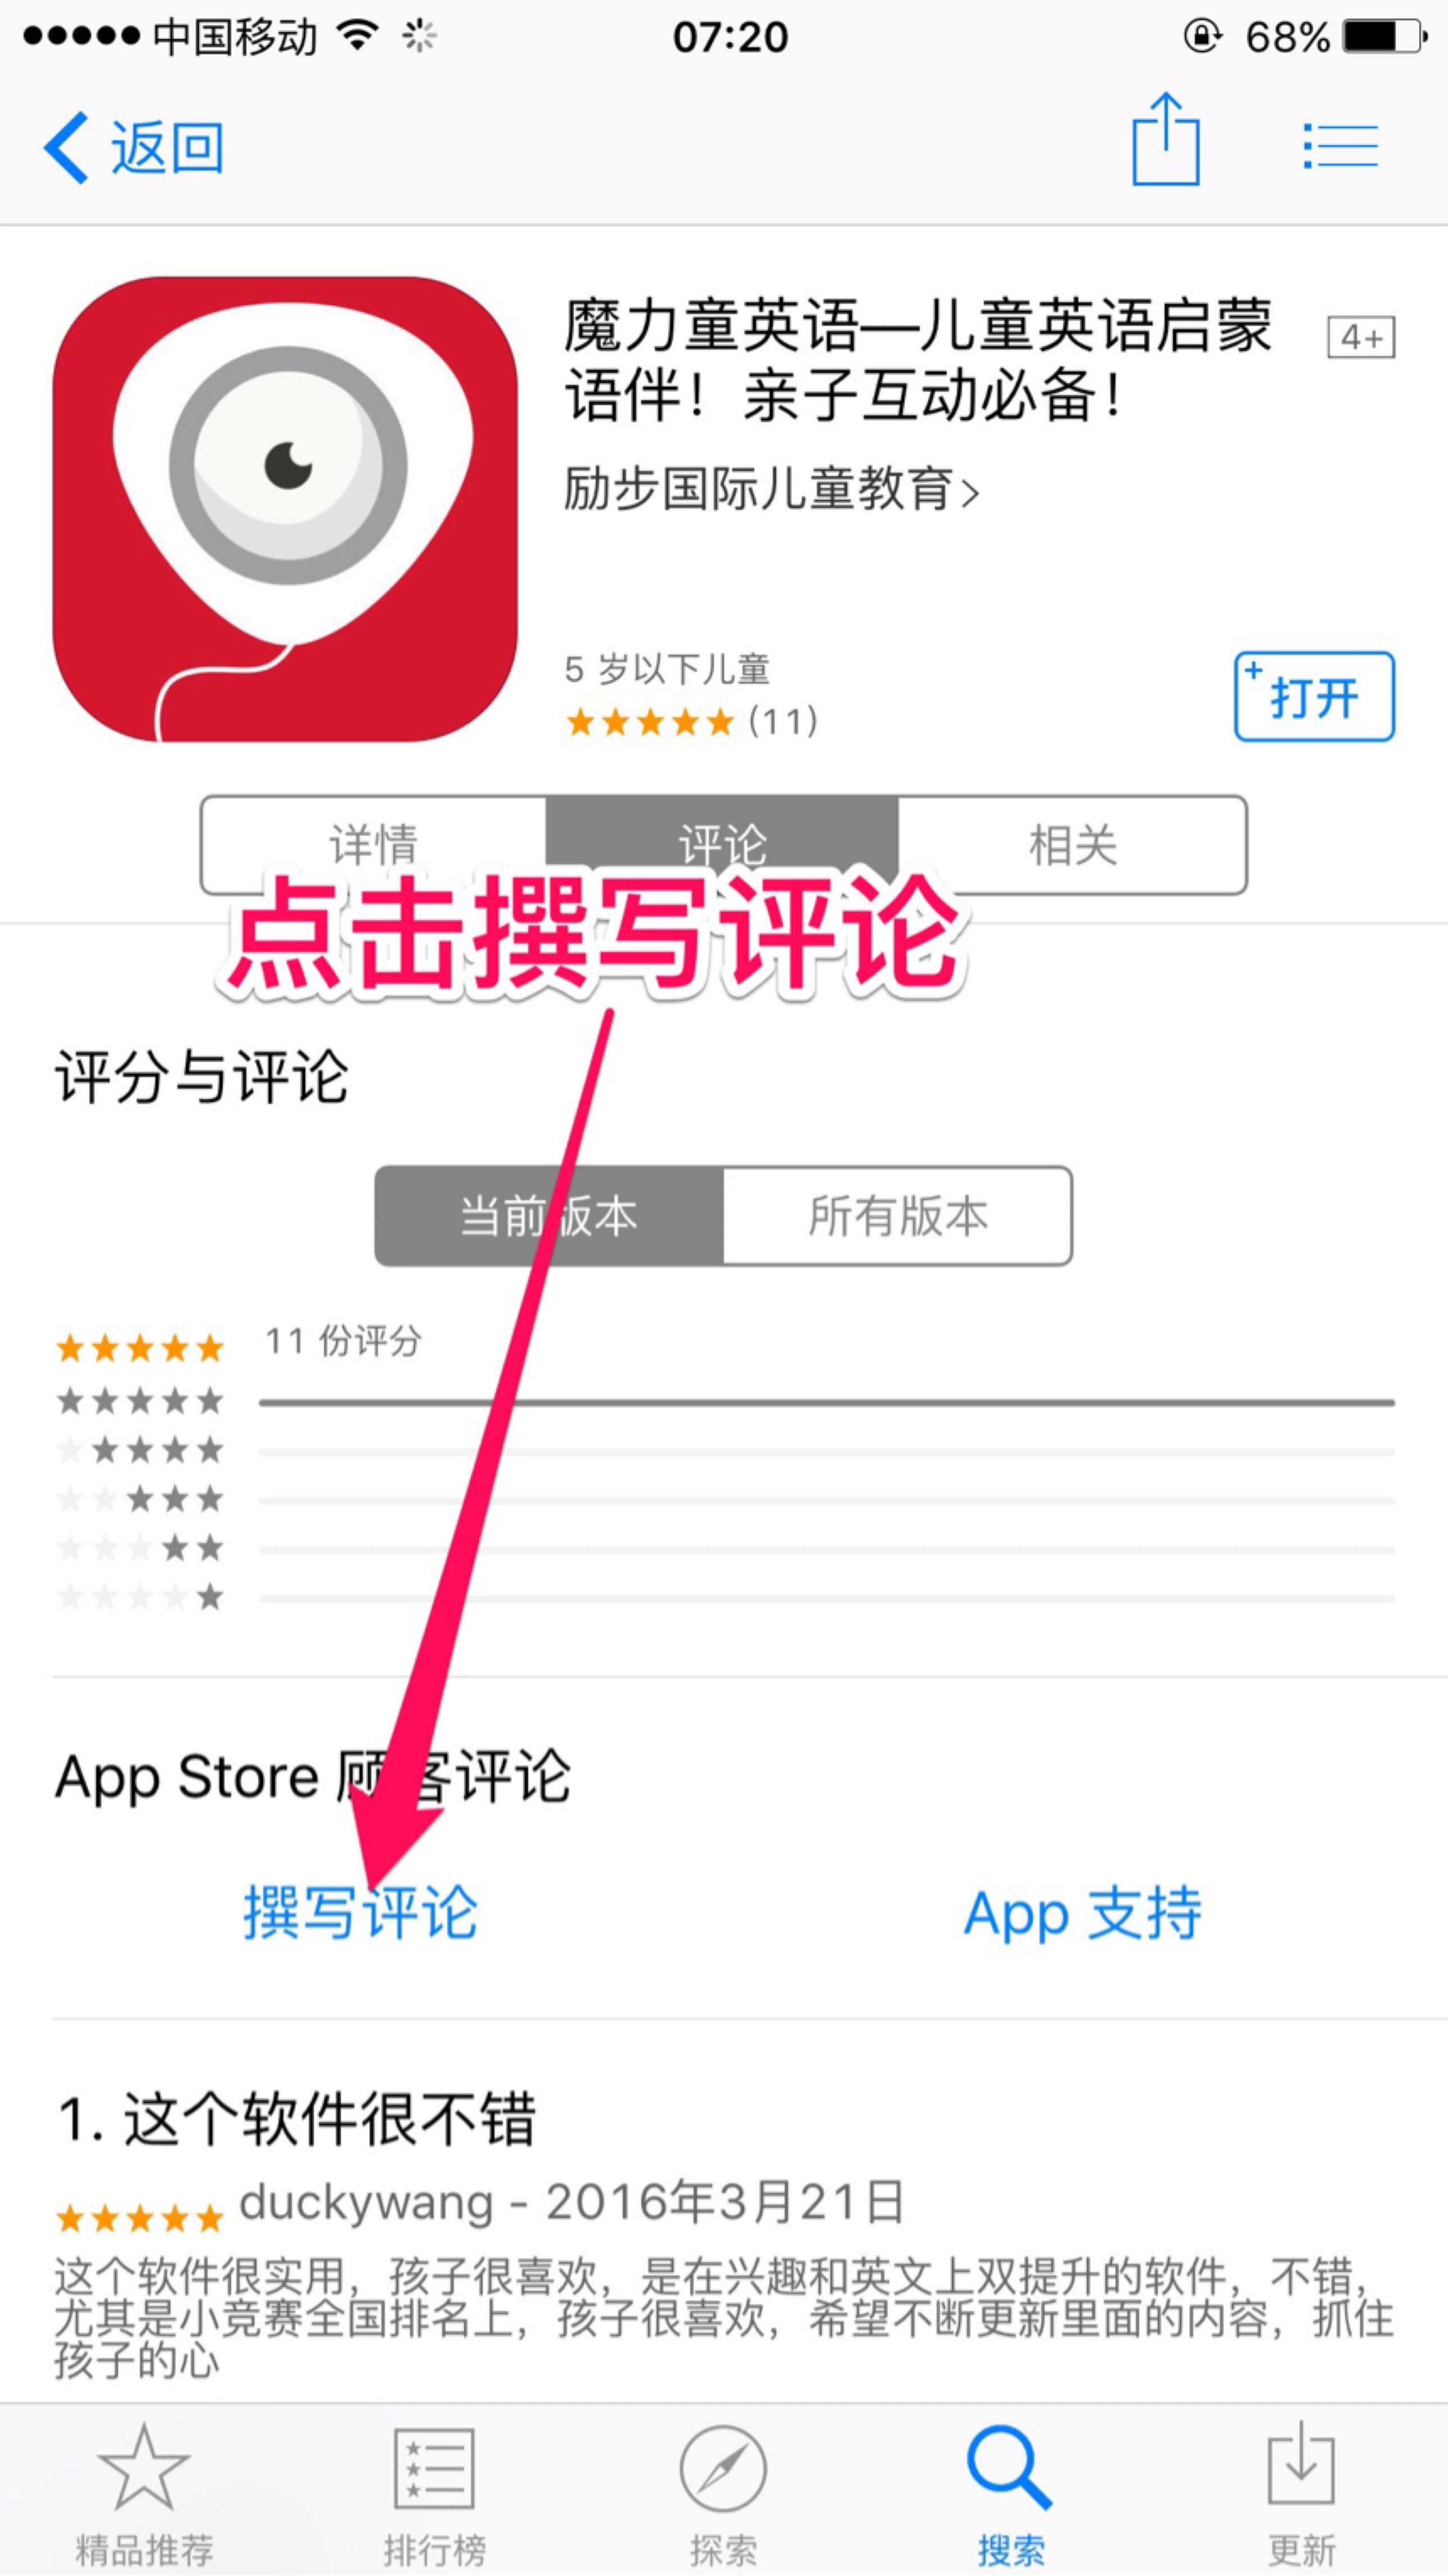 中国移动
07:20
68%
返回
魔力童英语—儿童英语启蒙
语伴！亲子互动必备！
4+
励步国际儿童教育>
5 岁以下儿童
★★★★★(11)
+打开
详情
评论
相关
点击撰写评论
评分与评论
当前版本
所有版本
11 份评分
App Store 顾客评论
撰写评论
App 支持
1. 这个软件很不错
duckywang - 2016年3月21日
这个软件很实用，孩子很喜欢，是在兴趣和英文上双提升的软件，不错，
尤其是小竞赛全国排名上，孩子很喜欢，希望不断更新里面的内容，抓住
孩子的心
精品推荐
排行榜
探索
搜索
更新